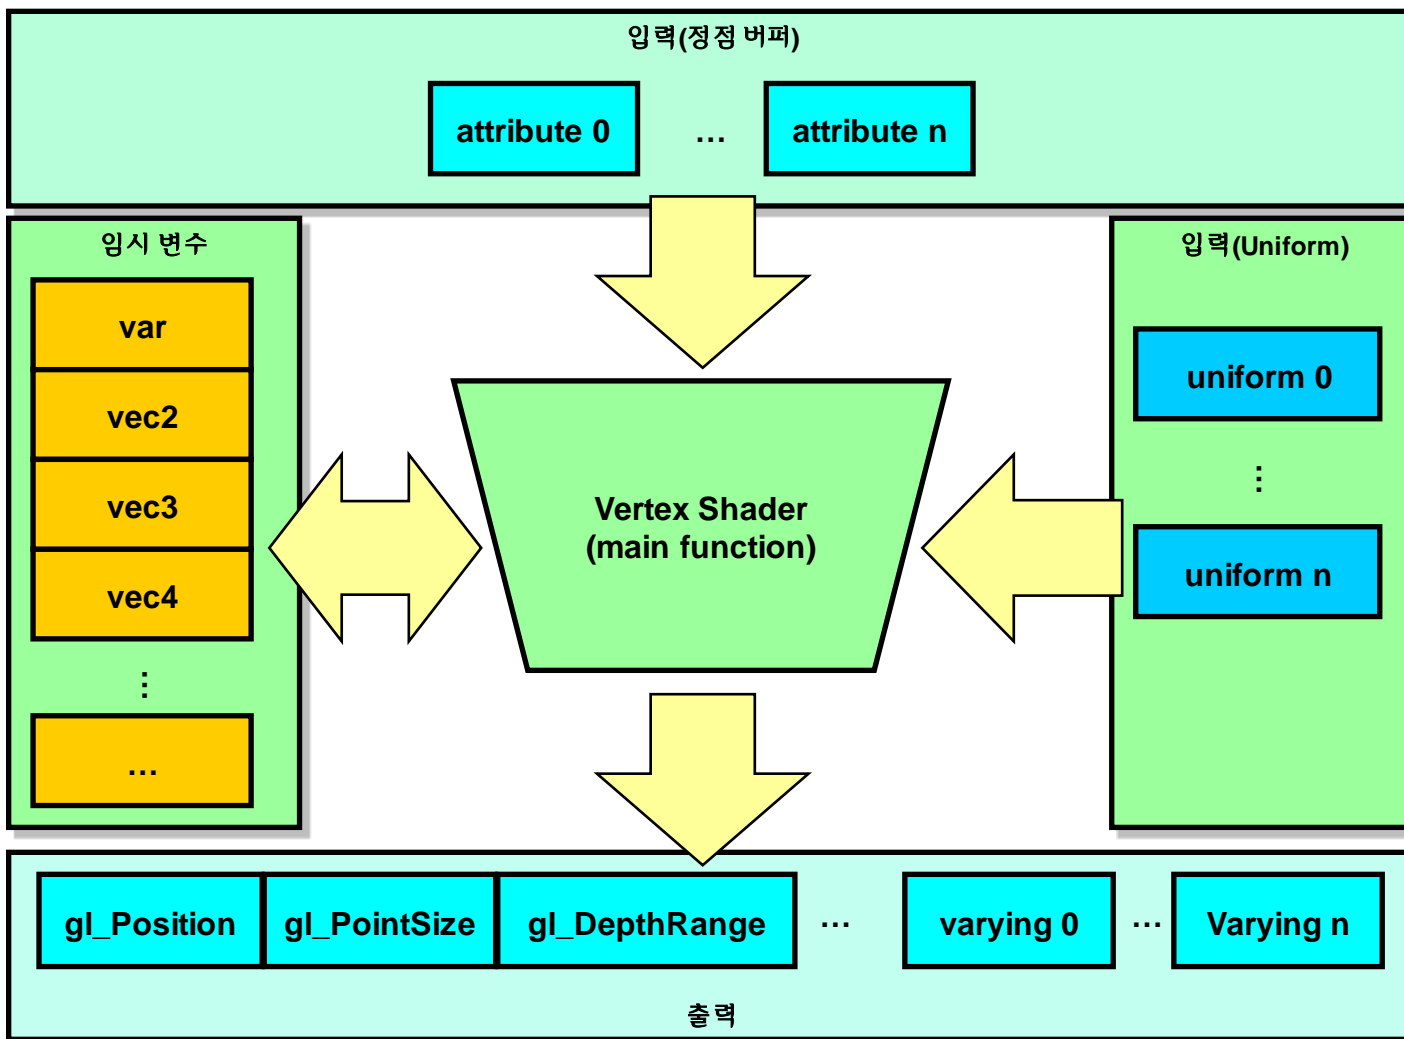 입력(정점 버퍼)
attribute 0 ... attribute n
임시 변수
var
vec2
vec3
vec4
...
...
Vertex Shader
(main function)
입력(Uniform)
uniform 0
...
uniform n
gl_Position gl_PointSize gl_DepthRange ... varying 0 ... Varying n
출력